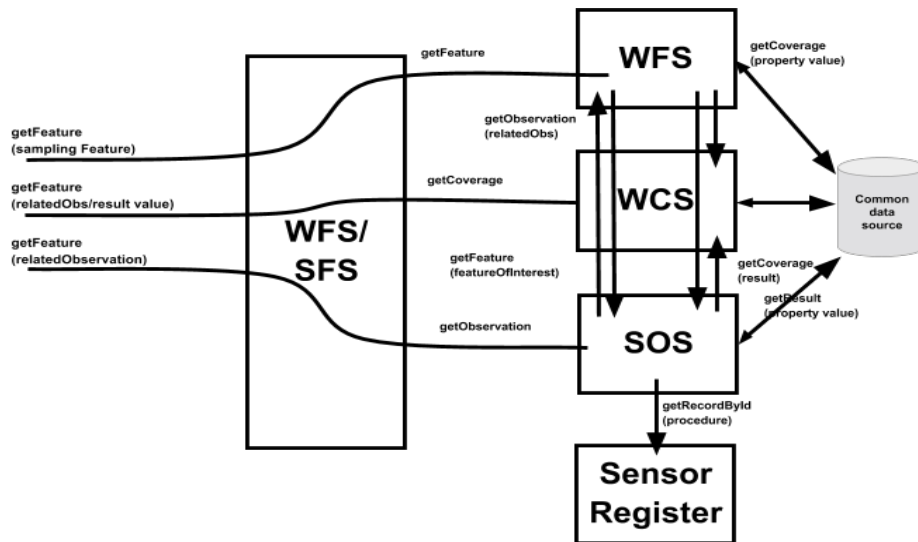 getFeature
WFS
getCoverage
(property value)
getObservation
(relatedObs)
getFeature
(sampling Feature)
getFeature
(relatedObs/result value)
getCoverage
WCS
Common
data
source
WFS/
SFS
getFeature
(relatedObservation)
getFeature
(featureOfInterest)
getCoverage
(result)
getResult
(property value)
getObservation
SOS
getRecordById
(procedure)
Sensor
Register